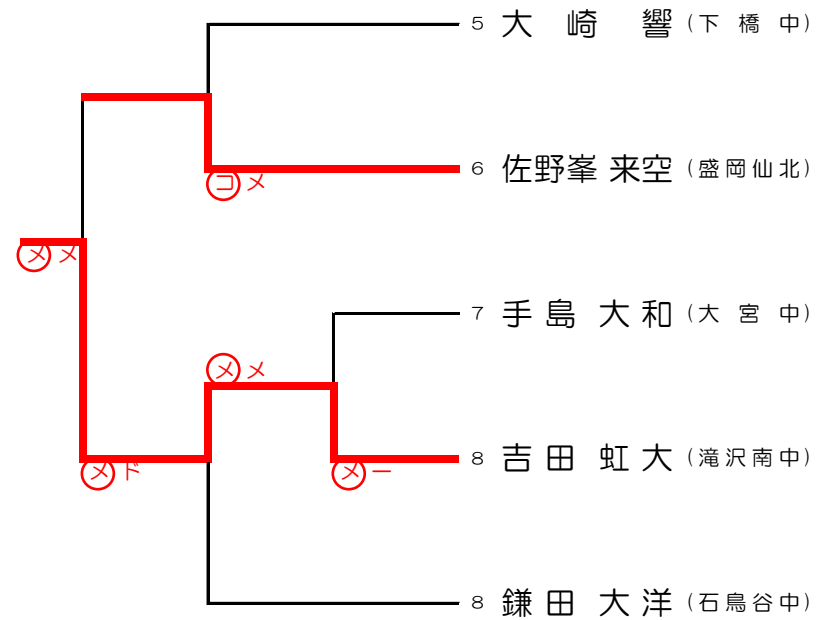 5 大崎 響 (下橋中)
6 佐野峯 来空 (盛岡仙北)
コメ
メメ
7 手島 大和 (大宮中)
メメ
8 吉田 虹大 (滝沢南中)
メド
メー
8 鎌田 大洋 (石鳥谷中)